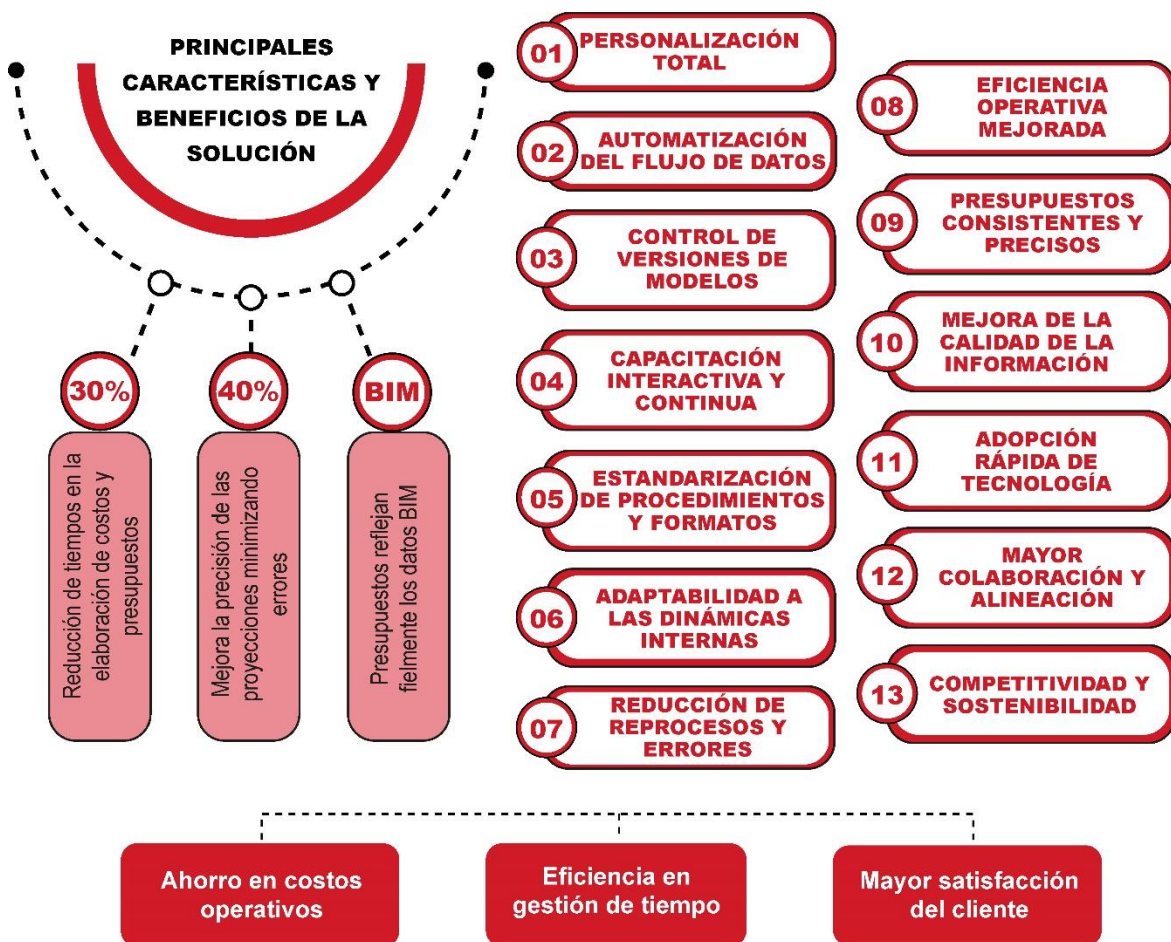 PRINCIPALES
CARACTERÍSTICAS Y
BENEFICIOS DE LA
SOLUCIÓN
30%
Reducción de tiempos en la
elaboración de costos y
presupuestos
40%
Mejora la precisión de las
proyecciones minimizando
errores
BIM
Presupuestos reflejan
fielmente los datos BIM
01
PERSONALIZACIÓN
TOTAL
02
AUTOMATIZACIÓN
DEL FLUJO DE DATOS
03
CONTROL DE
VERSIONES DE
MODELOS
04
CAPACITACIÓN
INTERACTIVA Y
CONTINUA
05
ESTANDARIZACIÓN
DE PROCEDIMIENTOS
Y FORMATOS
06
ADAPTABILIDAD A
LAS DINÁMICAS
INTERNAS
07
REDUCCIÓN DE
REPROCESOS Y
ERRORES
08
EFICIENCIA
OPERATIVA
MEJORADA
09
PRESUPUESTOS
CONSISTENTES Y
PRECISOS
10
MEJORA DE LA
CALIDAD DE LA
INFORMACIÓN
11
ADOPCIÓN
RÁPIDA DE
TECNOLOGÍA
12
MAYOR
COLABORACIÓN Y
ALINEACIÓN
13
COMPETITIVIDAD Y
SOSTENIBILIDAD
Ahorro en costos
operativos
Eficiencia en
gestión de tiempo
Mayor satisfacción
del cliente